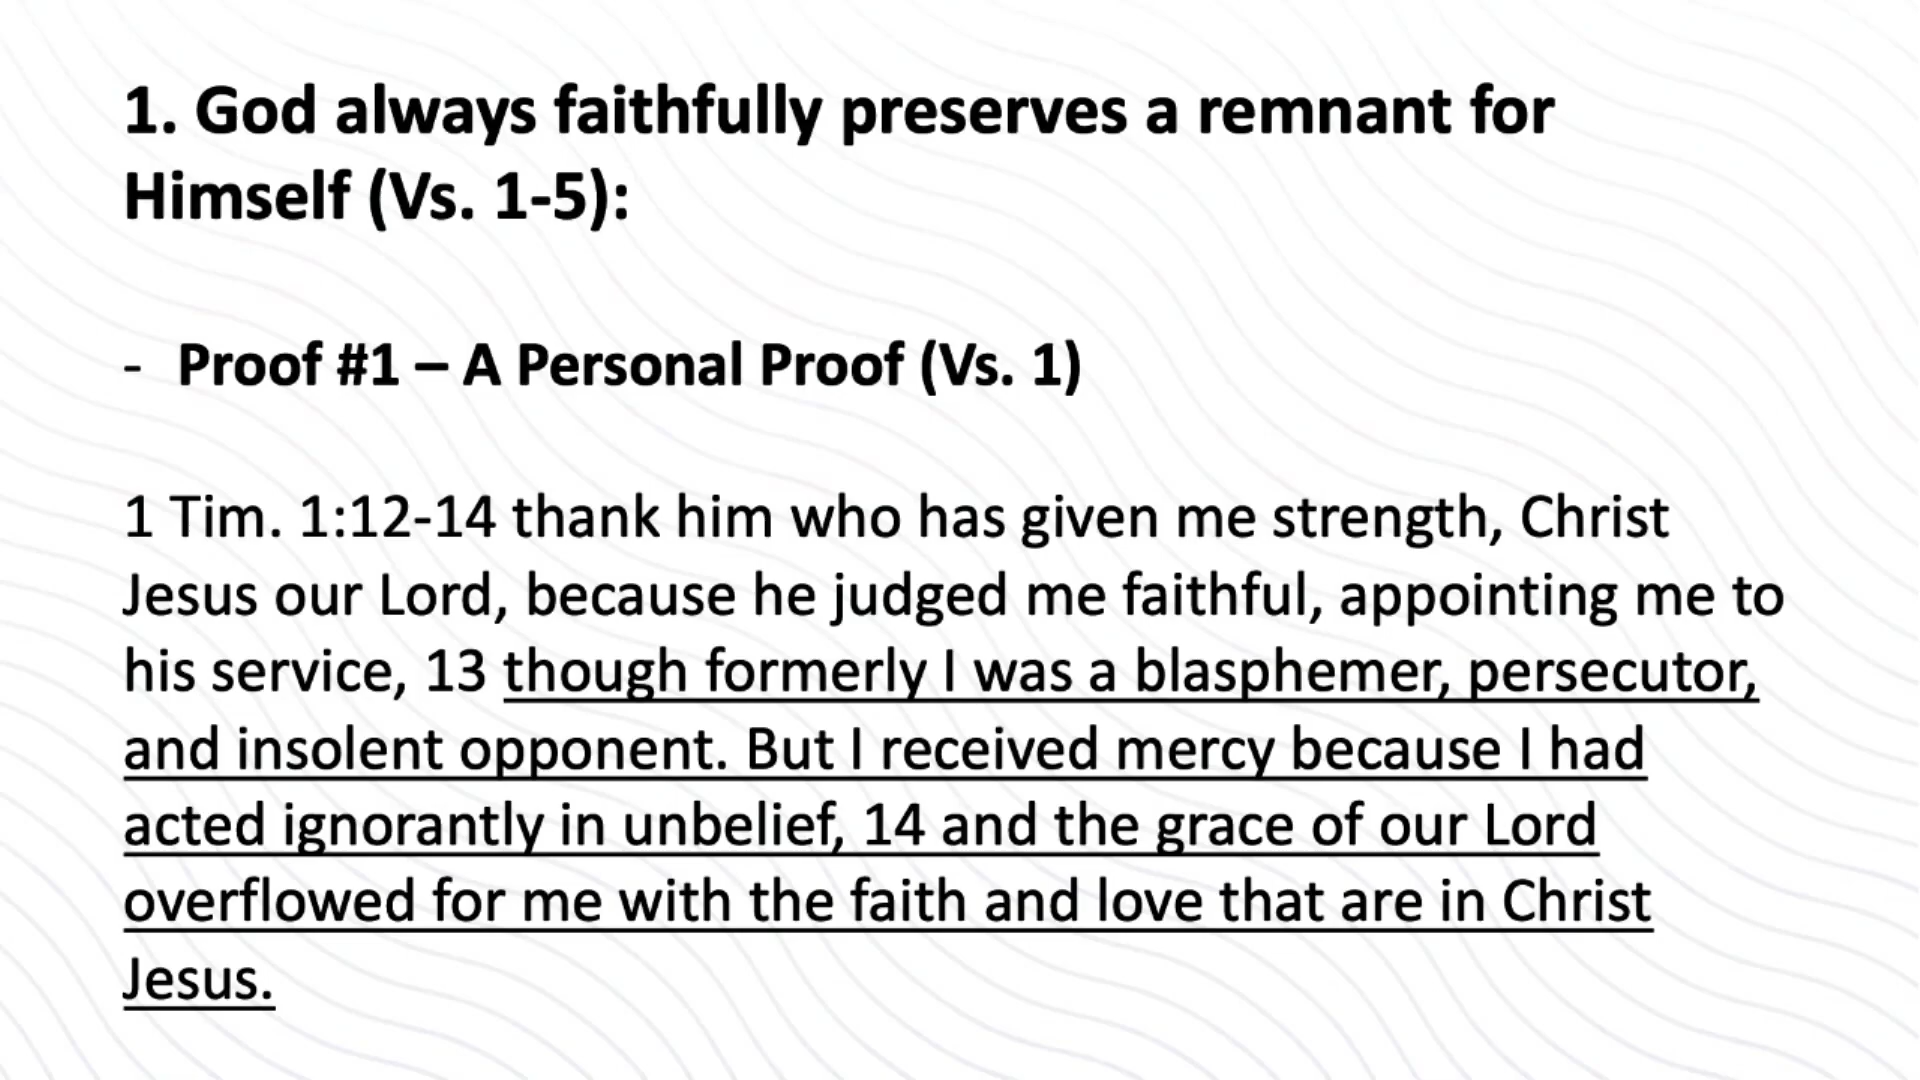 1. God always faithfully preserves a remnant for
Himself (Vs. 1-5):
- Proof #1 – A Personal Proof (Vs. 1)
1 Tim. 1:12-14 thank him who has given me strength, Christ
Jesus our Lord, because he judged me faithful, appointing me to
his service, 13 though formerly I was a blasphemer, persecutor,
and insolent opponent. But I received mercy because I had
acted ignorantly in unbelief, 14 and the grace of our Lord
overflowed for me with the faith and love that are in Christ
Jesus.